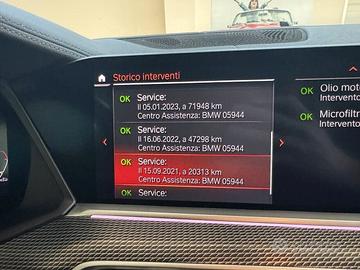 Storico interventi
OK Service:
Il 05.01.2023, a 71948 km
Centro Assistenza: BMW 05944
OK Service:
Il 16.06.2022, a 47298 km
Centro Assistenza: BMW 05944
OK Service:
Il 15.09.2021, a 20313 km
Centro Assistenza: BMW 05944
OK Service:
OK Olio moto
Intervento
OK Microfiltr
Intervento